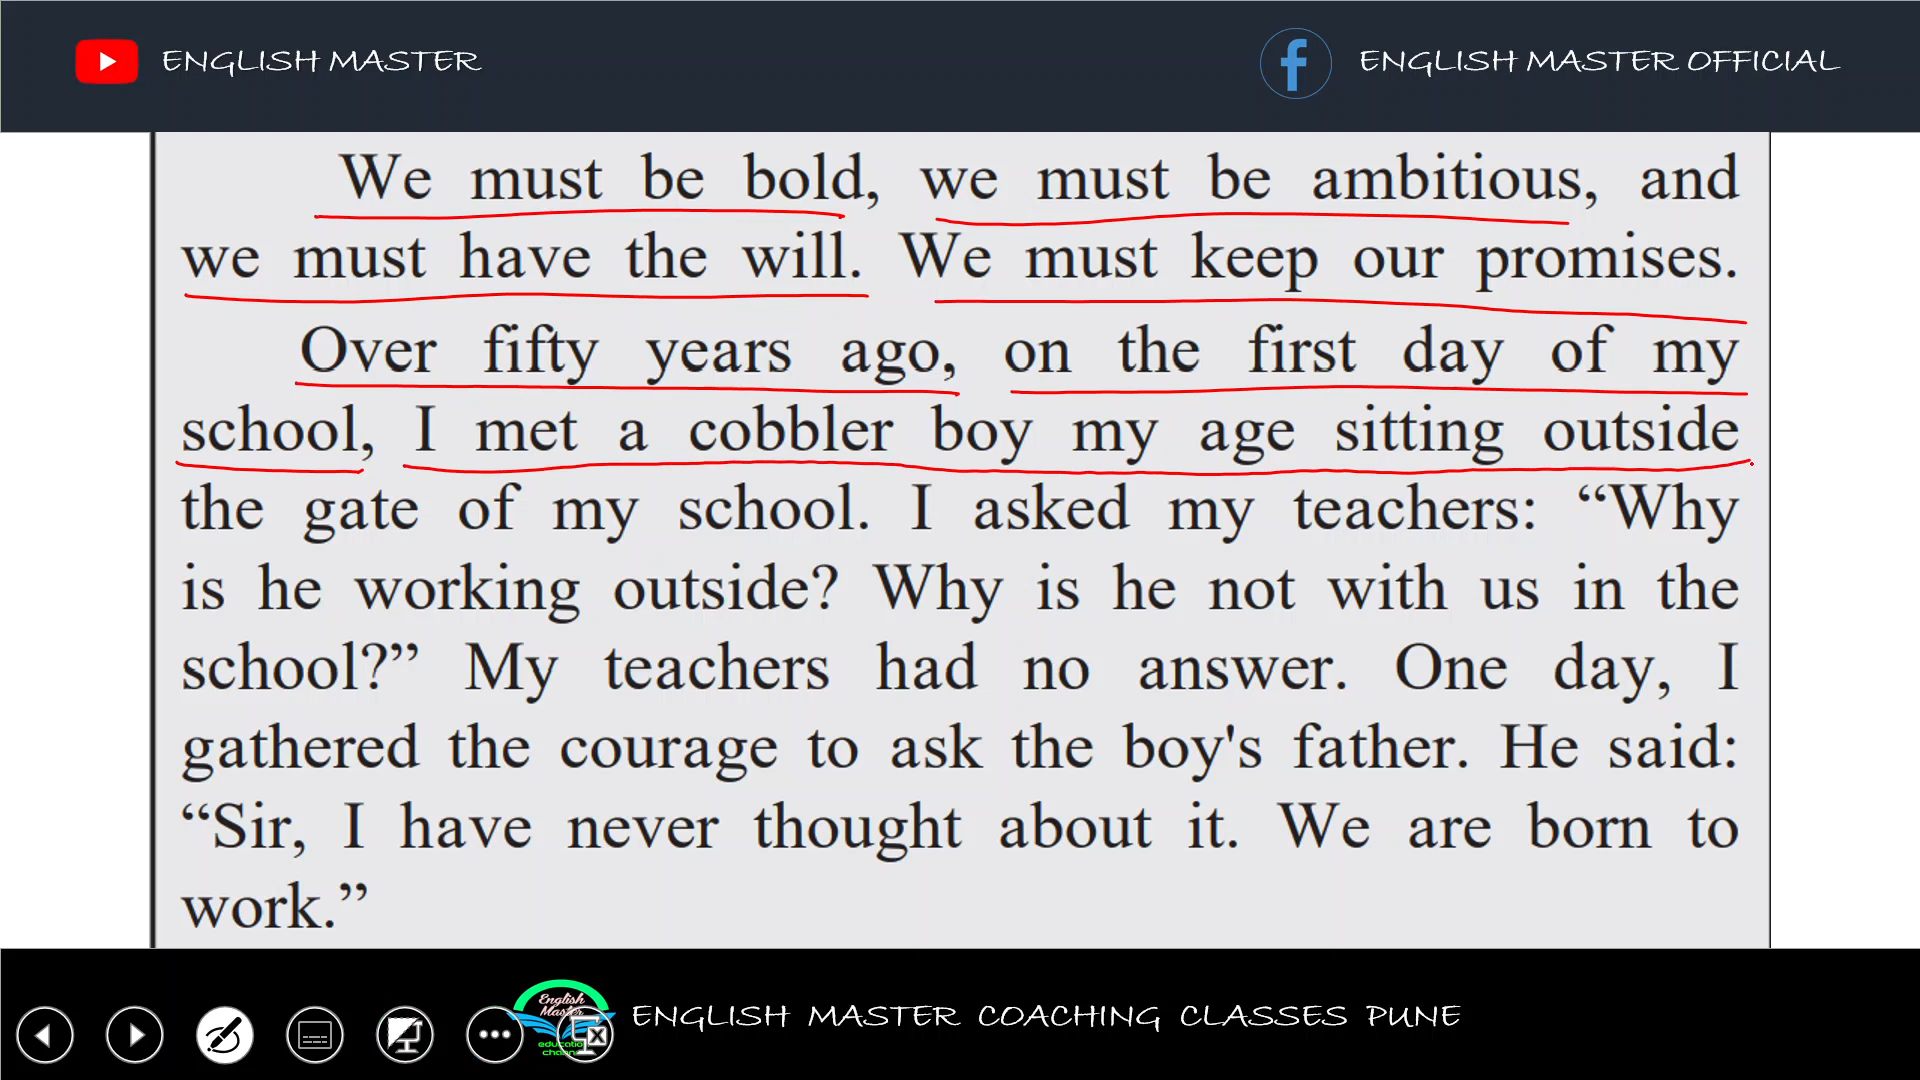 ENGLISH MASTER
ENGLISH MASTER OFFICIAL
We must be bold, we must be ambitious, and
we must have the will. We must keep our promises.
Over fifty years ago, on the first day of my
school, I met a cobbler boy my age sitting outside
the gate of my school. I asked my teachers: “Why
is he working outside? Why is he not with us in the
school?” My teachers had no answer. One day, I
gathered the courage to ask the boy's father. He said:
“Sir, I have never thought about it. We are born to
work.”
English
Master
ENGLISH MASTER COACHING CLASSES PUNE